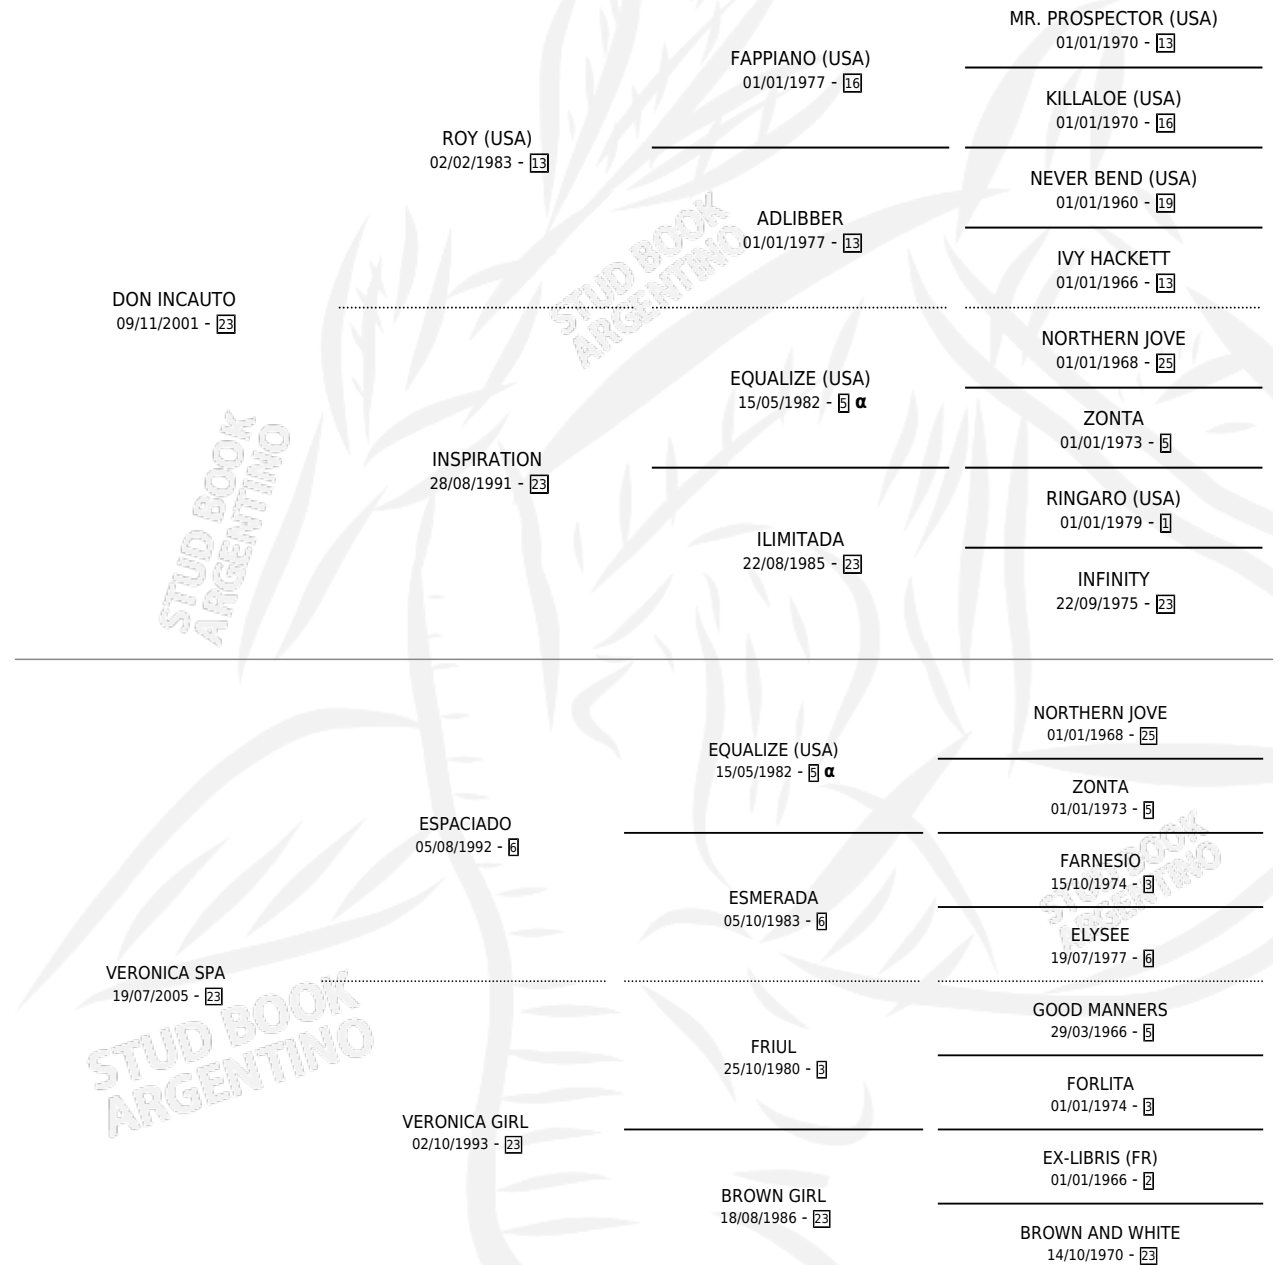 MR. PROSPECTOR (USA)
01/01/1970 - 13
FAPPIANO (USA)
01/01/1977 - 16
KILLALOE (USA)
01/01/1970 - 16
ROY (USA)
02/02/1983 - 13
NEVER BEND (USA)
01/01/1960 - 19
ADLIBBER
01/01/1977 - 13
IVY HACKETT
01/01/1966 - 13
DON INCAUTO
09/11/2001 - 23
NORTHERN JOVE
01/01/1968 - 25
EQUALIZE (USA)
15/05/1982 - 5 α
ZONTA
01/01/1973 - 5
INSPIRATION
28/08/1991 - 23
RINGARO (USA)
01/01/1979 - 1
ILIMITADA
22/08/1985 - 23
INFINITY
22/09/1975 - 23
STUD BOOK
ARGENTINO
STUD BOOK
ARGENTINO
NORTHERN JOVE
01/01/1968 - 25
EQUALIZE (USA)
15/05/1982 - 5 α
ZONTA
01/01/1973 - 5
ESPACIADO
05/08/1992 - 6
FARNESIO
15/10/1974 - 3
ESMERADA
05/10/1983 - 6
ELYSEE
19/07/1977 - 6
VERONICA SPA
19/07/2005 - 23
GOOD MANNERS
29/03/1966 - 5
FRIUL
25/10/1980 - 3
FORLITA
01/01/1974 - 3
VERONICA GIRL
02/10/1993 - 23
EX-LIBRIS (FR)
01/01/1966 - 2
BROWN GIRL
18/08/1986 - 23
BROWN AND WHITE
14/10/1970 - 23
STUD BOOK
ARGENTINO
STUD BOOK
ARGENTINO